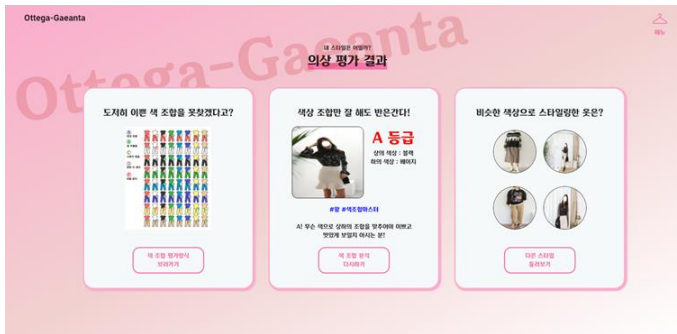 Ottega-Gaeanta
메뉴
Ottega-Gaeanta
내 스타일은 어떨까?
의상 평가 결과
도저히 이쁜 색 조합을 못찾겠다고?
색 조합 평가방식
보러가기
색상 조합만 잘 해도 반은간다!
A 등급
상의 색상 : 블랙
하의 색상 : 베이지
#왕 #색조합마스터
A! 무슨 색으로 상하의 조합을 맞추어야 이쁘고
멋있게 보일지 아시는 분!
색 조합 분석
다시하기
비슷한 색상으로 스타일링한 옷은?
다른 스타일
둘러보기